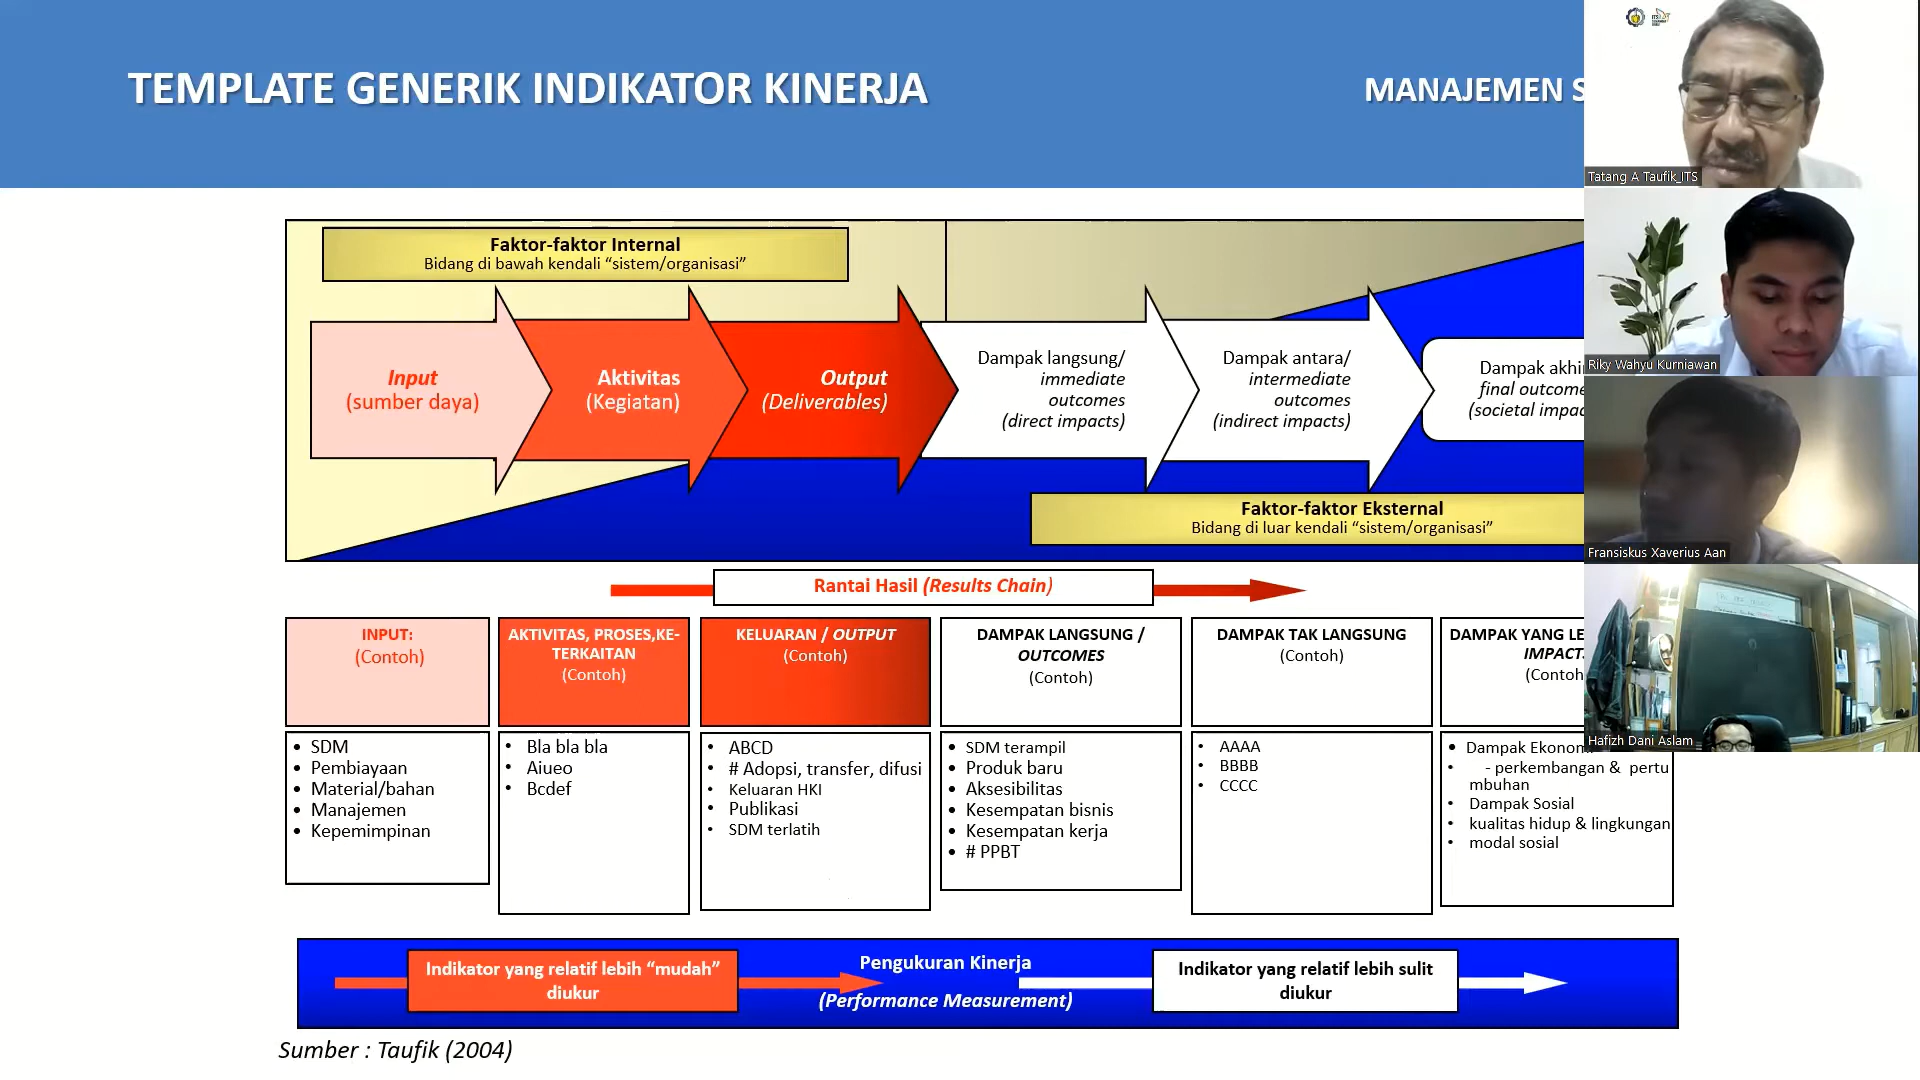 TEMPLATE GENERIK INDIKATOR KINERJA
MANAJEMEN
Faktor-faktor Internal
Bidang di bawah kendali “sistem/organisasi”
Input
(sumber daya)
Aktivitas
(Kegiatan)
Output
(Deliverables)
Dampak langsung/
immediate
outcomes
(direct impacts)
Dampak antara/
intermediate
outcomes
(indirect impacts)
Dampak
final
(societal
Faktor-faktor Eksternal
Bidang di luar kendali “sistem/organisasi”
Rantai Hasil (Results Chain)
INPUT:
(Contoh)
• SDM
• Pembiayaan
• Material/bahan
• Manajemen
• Kepemimpinan
AKTIVITAS, PROSES,KE-
TERKAITAN
(Contoh)
• Bla bla bla
• Aiueo
• Bcdef
KELUARAN / OUTPUT
(Contoh)
• ABCD
• # Adopsi, transfer, difusi
• Keluaran HKI
• Publikasi
• SDM terlatih
DAMPAK LANGSUNG /
OUTCOMES
(Contoh)
• SDM terampil
• Produk baru
• Aksesibilitas
• Kesempatan bisnis
• Kesempatan kerja
• # PPBT
DAMPAK TAK LANGSUNG
(Contoh)
• AAAA
• BBBB
• CCCC
DAMPAK YANG
• Dampak
• - perkembangan & pertu
mbuhan
• Dampak Sosial
• kualitas hidup & lingkungan
• modal sosial
Indikator yang relatif lebih “mudah”
diukur
Pengukuran Kinerja
(Performance Measurement)
Indikator yang relatif lebih sulit
diukur
Sumber : Taufik (2004)
Tatang A Taufik_ITS
Riky Wahyu Kurniawan
Fransiskus Xaverius Aan
Hafizh Dani Aslam